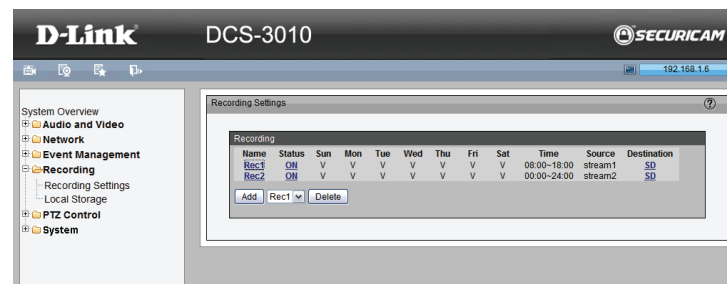 D-Link DCS-3010 SECURICAM
192.168.1.6
System Overview
Audio and Video
Network
Event Management
Recording
Recording Settings
Local Storage
PTZ Control
System
Recording Settings ?
Recording
Name Status Sun Mon Tue Wed Thu Fri Sat Time Source Destination
Rec1 ON V V V V V V V 08:00~18:00 stream1 SD
Rec2 ON V V V V V V V 00:00~24:00 stream2 SD
Add Rec1 Delete